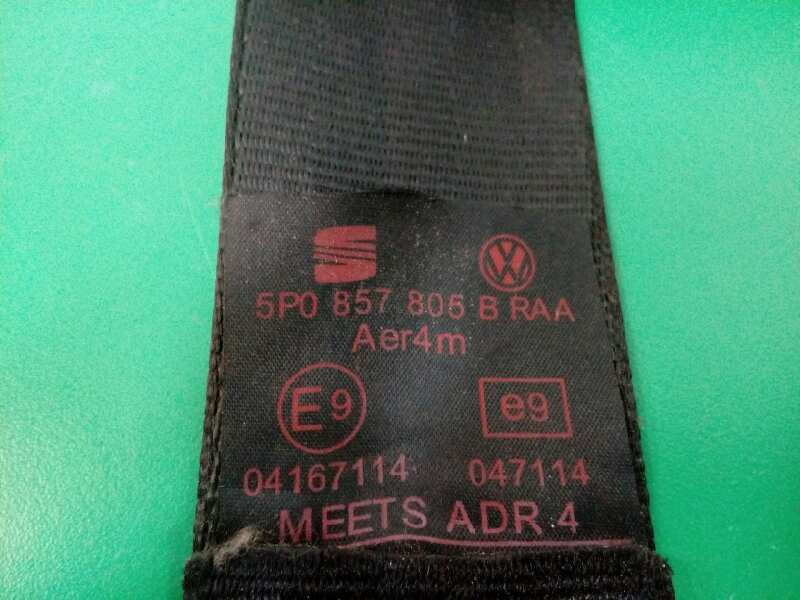 5P0 857 805 B RAA
Aer4m
E9 e9
04167114 047114
MEETS ADR 4